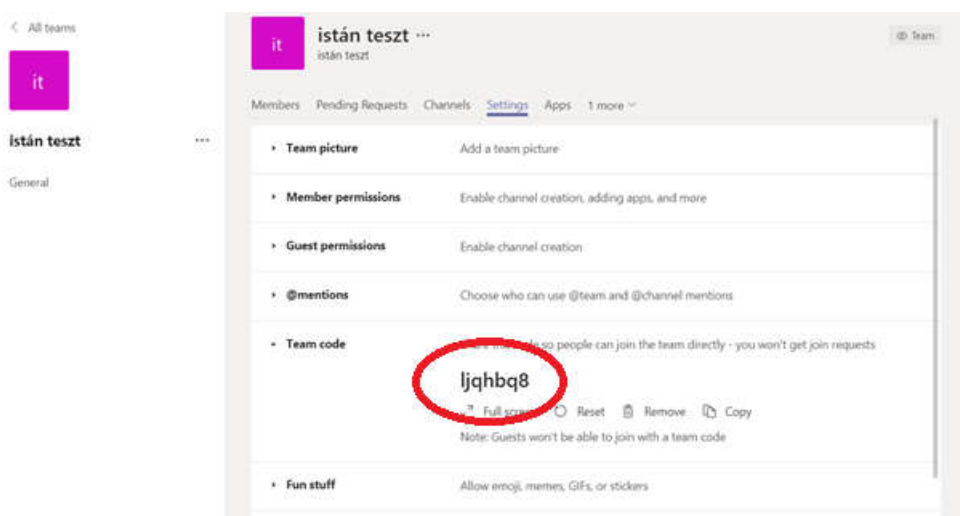 < All teams
it
istán teszt ...
General
it
istán teszt ...
istán teszt
Team
Members Pending Requests Channels Settings Apps 1 more
Team picture Add a team picture
Member permissions Enable channel creation, adding apps, and more
Guest permissions Enable channel creation
@mentions Choose who can use @team and @channel mentions
Team code so people can join the team directly - you won't get join requests
ljqhbq8
Full screen Reset Remove Copy
Note: Guests won't be able to join with a team code
Fun stuff Allow emoji, memes, GIFs, or stickers